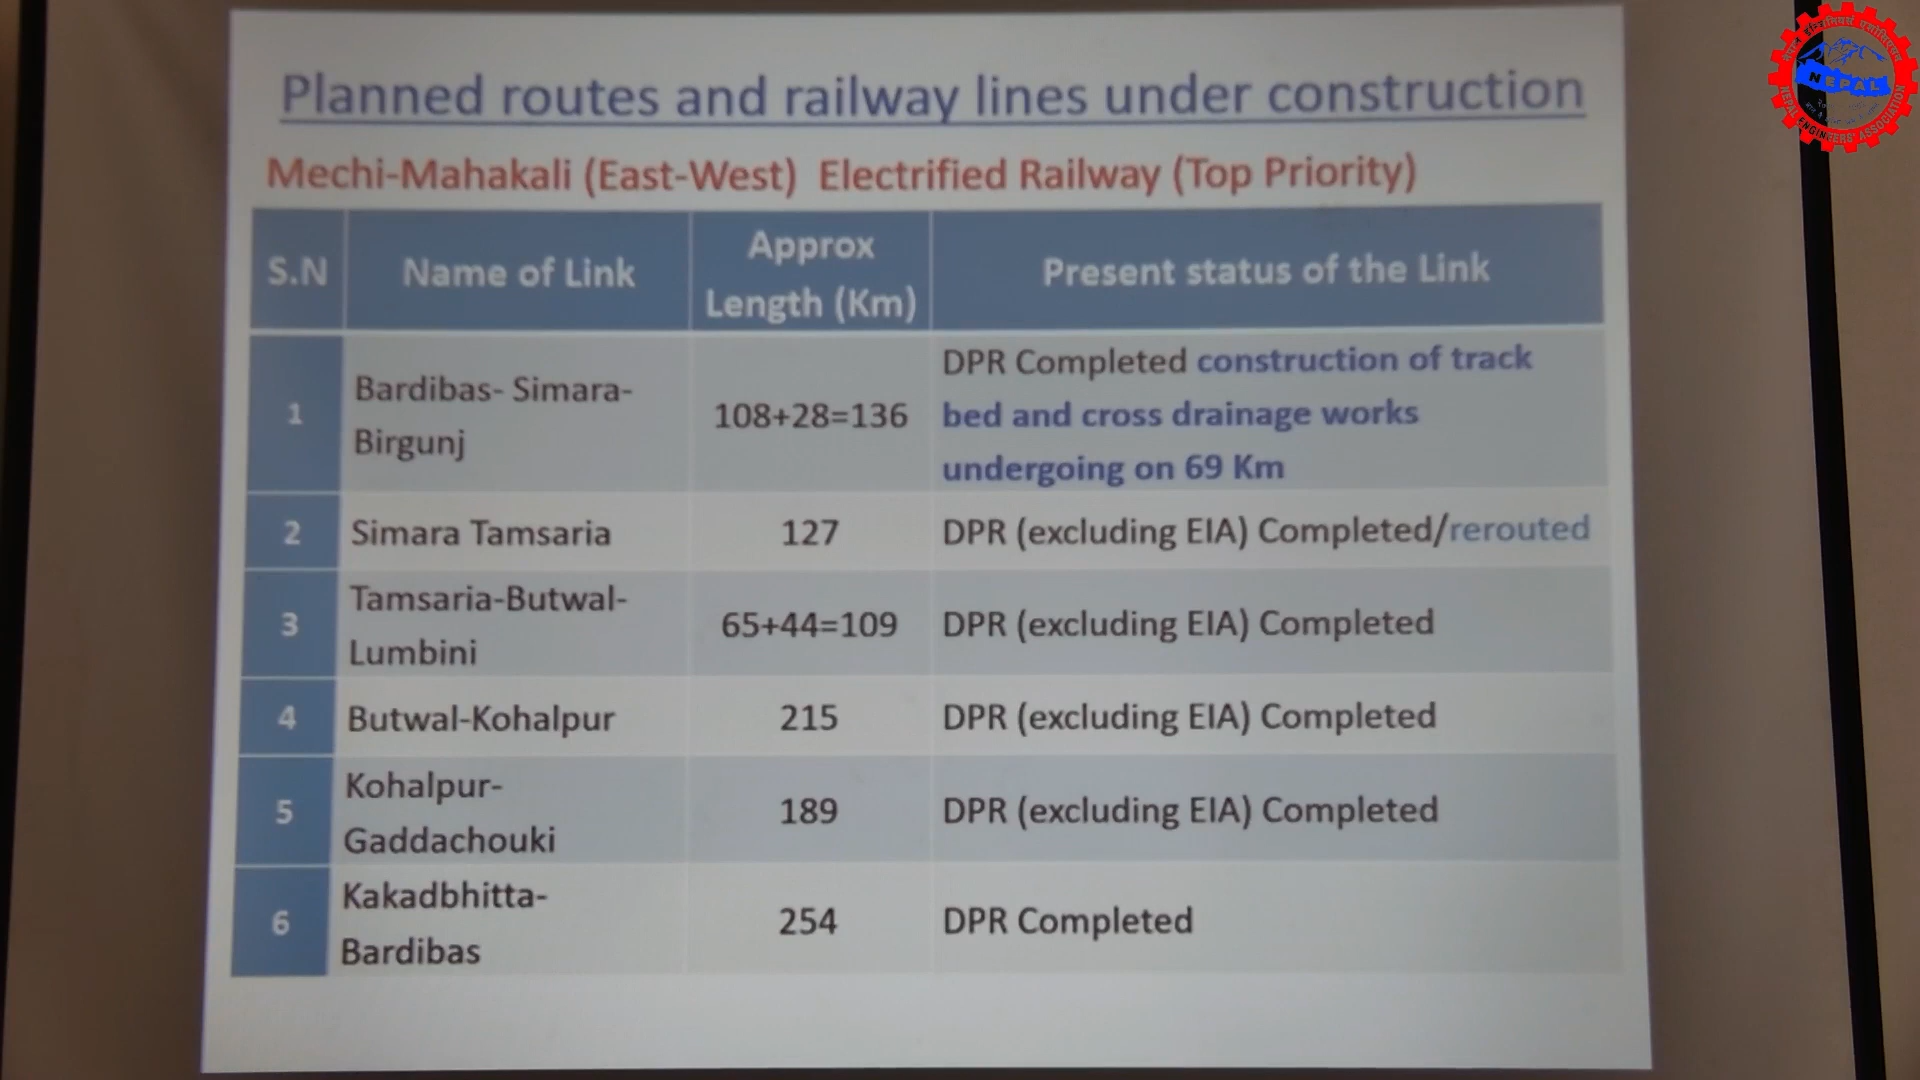 Planned routes and railway lines under construction
Mechi-Mahakali (East-West) Electrified Railway (Top Priority)
S.N
Name of Link
Approx
Length (Km)
Present status of the Link
1
Bardibas- Simara-
Birgunj
108+28=136
DPR Completed construction of track
bed and cross drainage works
undergoing on 69 Km
2
Simara Tamsaria
127
DPR (excluding EIA) Completed/rerouted
3
Tamsaria-Butwal-
Lumbini
65+44=109
DPR (excluding EIA) Completed
4
Butwal-Kohalpur
215
DPR (excluding EIA) Completed
5
Kohalpur-
Gaddachouki
189
DPR (excluding EIA) Completed
6
Kakadbhitta-
Bardibas
254
DPR Completed
NEPAL
NEPAL ENGINEERS' ASSOCIATION